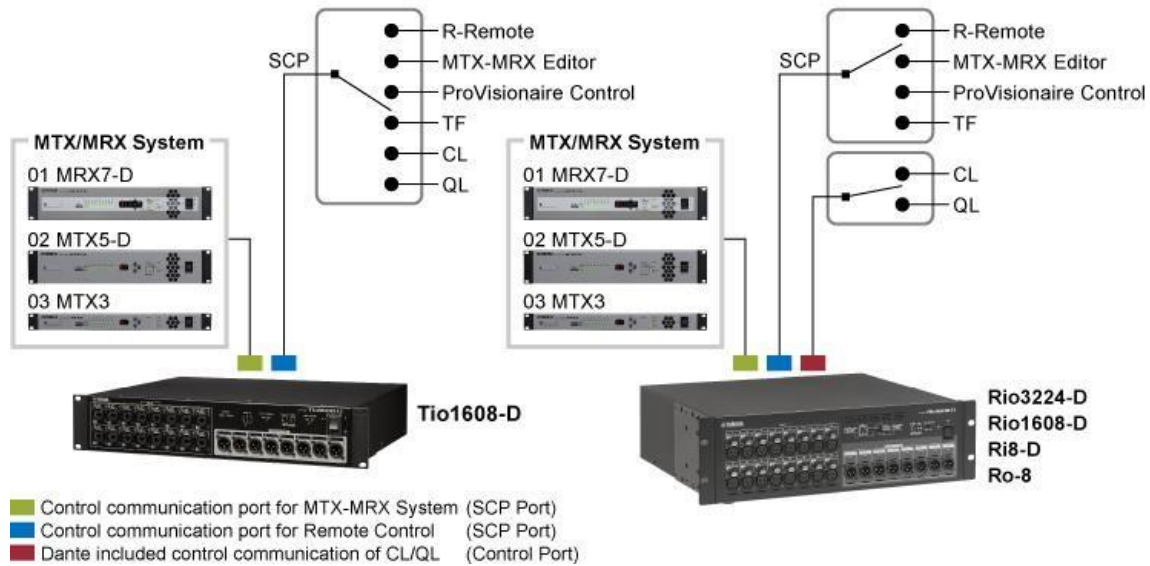 SCP
R-Remote
MTX-MRX Editor
ProVisionaire Control
TF
CL
QL
MTX/MRX System
01 MRX7-D
02 MTX5-D
03 MTX3
Tio1608-D
SCP
R-Remote
MTX-MRX Editor
ProVisionaire Control
TF
CL
QL
MTX/MRX System
01 MRX7-D
02 MTX5-D
03 MTX3
Rio3224-D
Rio1608-D
Ri8-D
Ro-8
Control communication port for MTX-MRX System (SCP Port)
Control communication port for Remote Control (SCP Port)
Dante included control communication of CL/QL (Control Port)